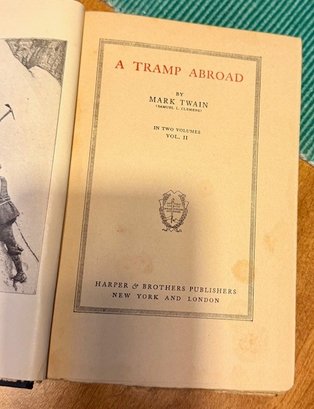 A TRAMP ABROAD
BY
MARK TWAIN
(SAMUEL L. CLEMENS)
IN TWO VOLUMES
VOL. II
HARPER & BROTHERS PUBLISHERS
NEW YORK AND LONDON